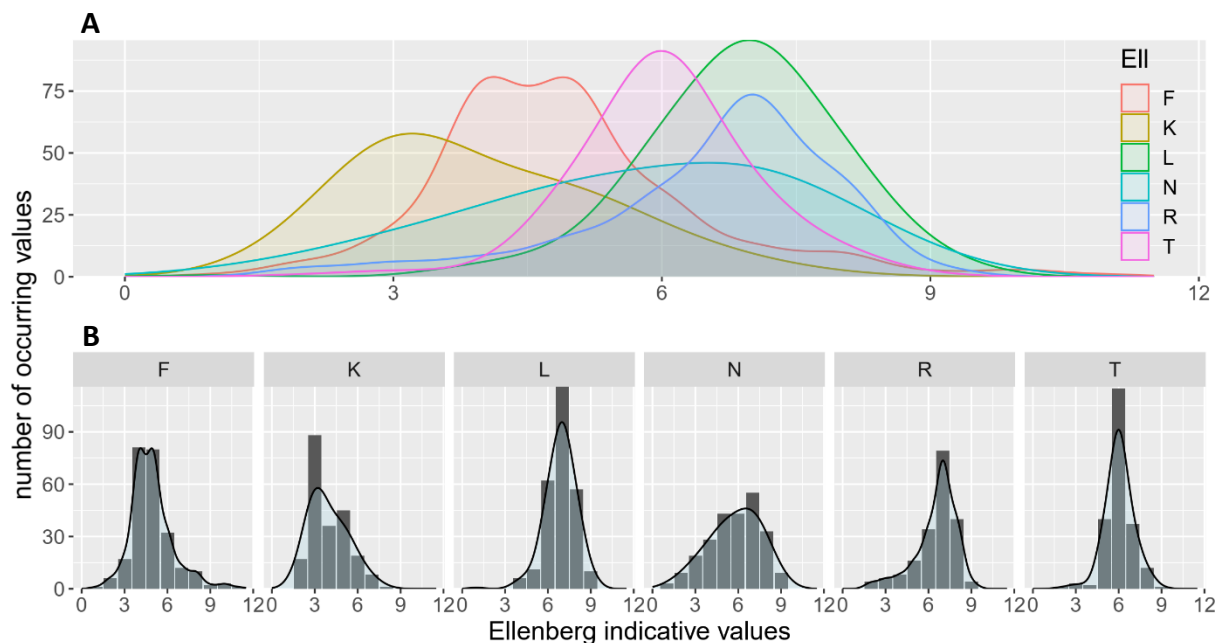 A
Ell
F
K
L
N
R
T
75
50
25
0
0 3 6 9 12
number of occurring values
B
F K L N R T
90
60
30
0
0 3 6 9 12 0 3 6 9 12 0 3 6 9 12 0 3 6 9 12 0 3 6 9 12 0 3 6 9 12
Ellenberg indicative values